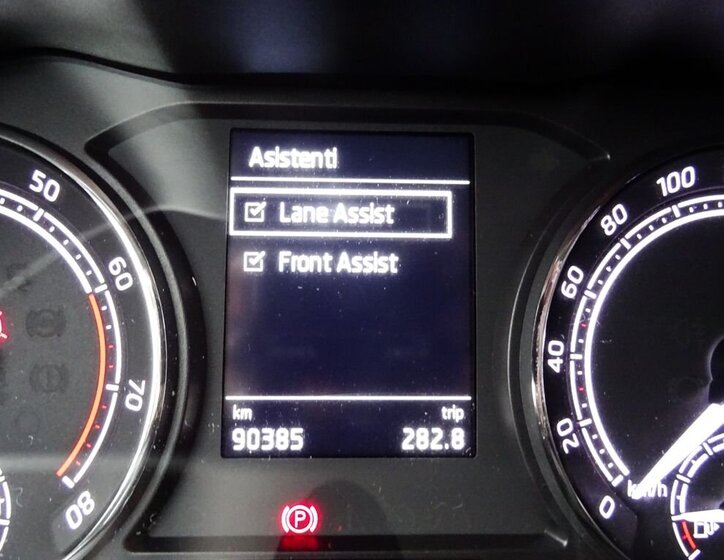 Asistenti
Lane Assist
Front Assist
km trip
90385 282.8
50
60
70
80
100
80
60
40
20
0
km/h
P